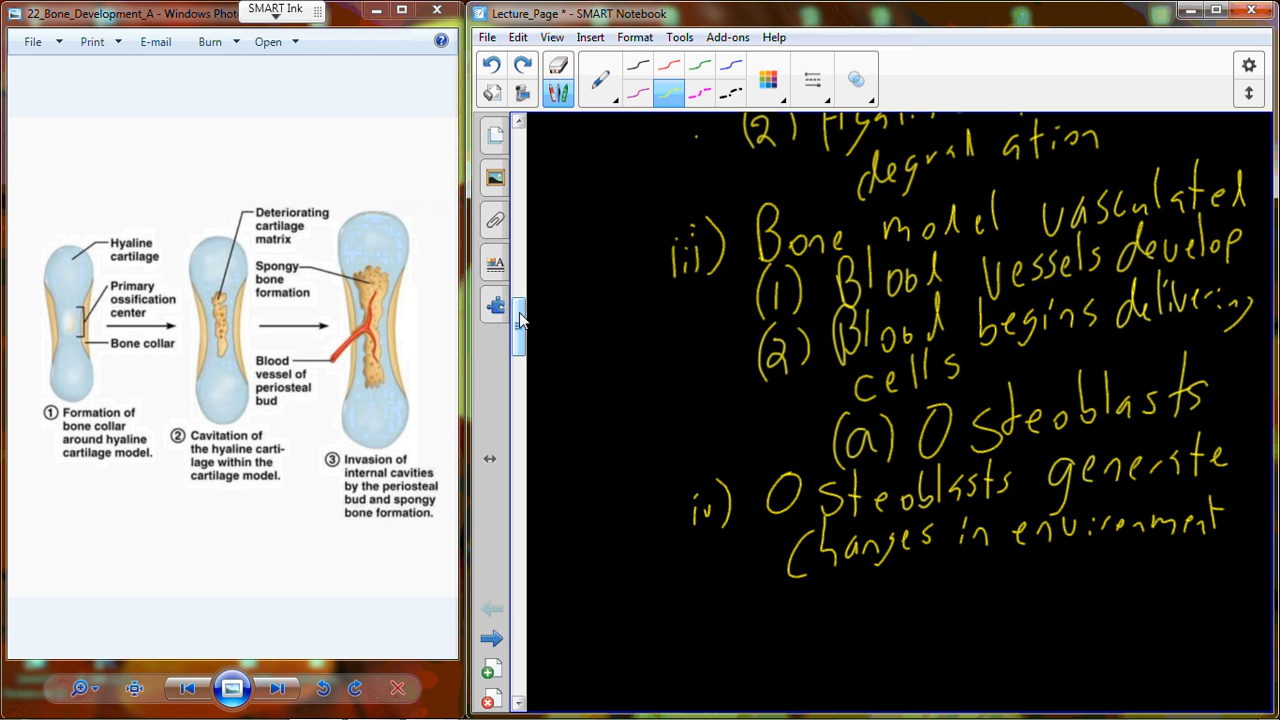 22_Bone_Development_A - Windows Phot
SMART Ink
File Print E-mail Burn Open
Hyaline
cartilage
Primary
ossification
center
Bone collar
① Formation of
bone collar
around hyaline
cartilage model.
Deteriorating
cartilage
matrix
Spongy
bone
formation
Blood
vessel of
periosteal
bud
② Cavitation of
the hyaline carti-
lage within the
cartilage model.
③ Invasion of
internal cavities
by the periosteal
bud and spongy
bone formation.
Lecture_Page * - SMART Notebook
File Edit View Insert Format Tools Add-ons Help
(2)
degradation
iii) Bone model vasculated
(1) Blood vessels develop
(2) Blood begins delivering
cells
(a) Osteoblasts
iv) Osteoblasts generate
changes in environment